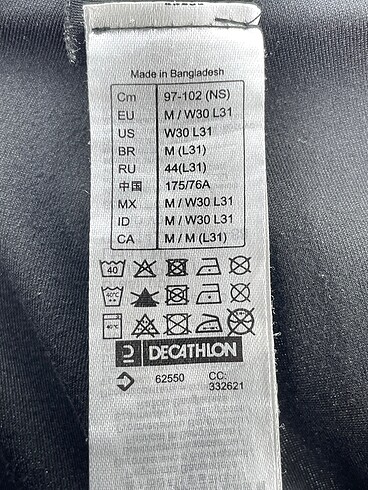 Made in Bangladesh
Cm 97-102 (NS)
EU M / W30 L31
US W30 L31
BR M (L31)
RU 44(L31)
中国 175/76A
MX M / W30 L31
ID M / W30 L31
CA M / M (L31)
40
40°C
40°C
DECATHLON
62550 CC:
332621